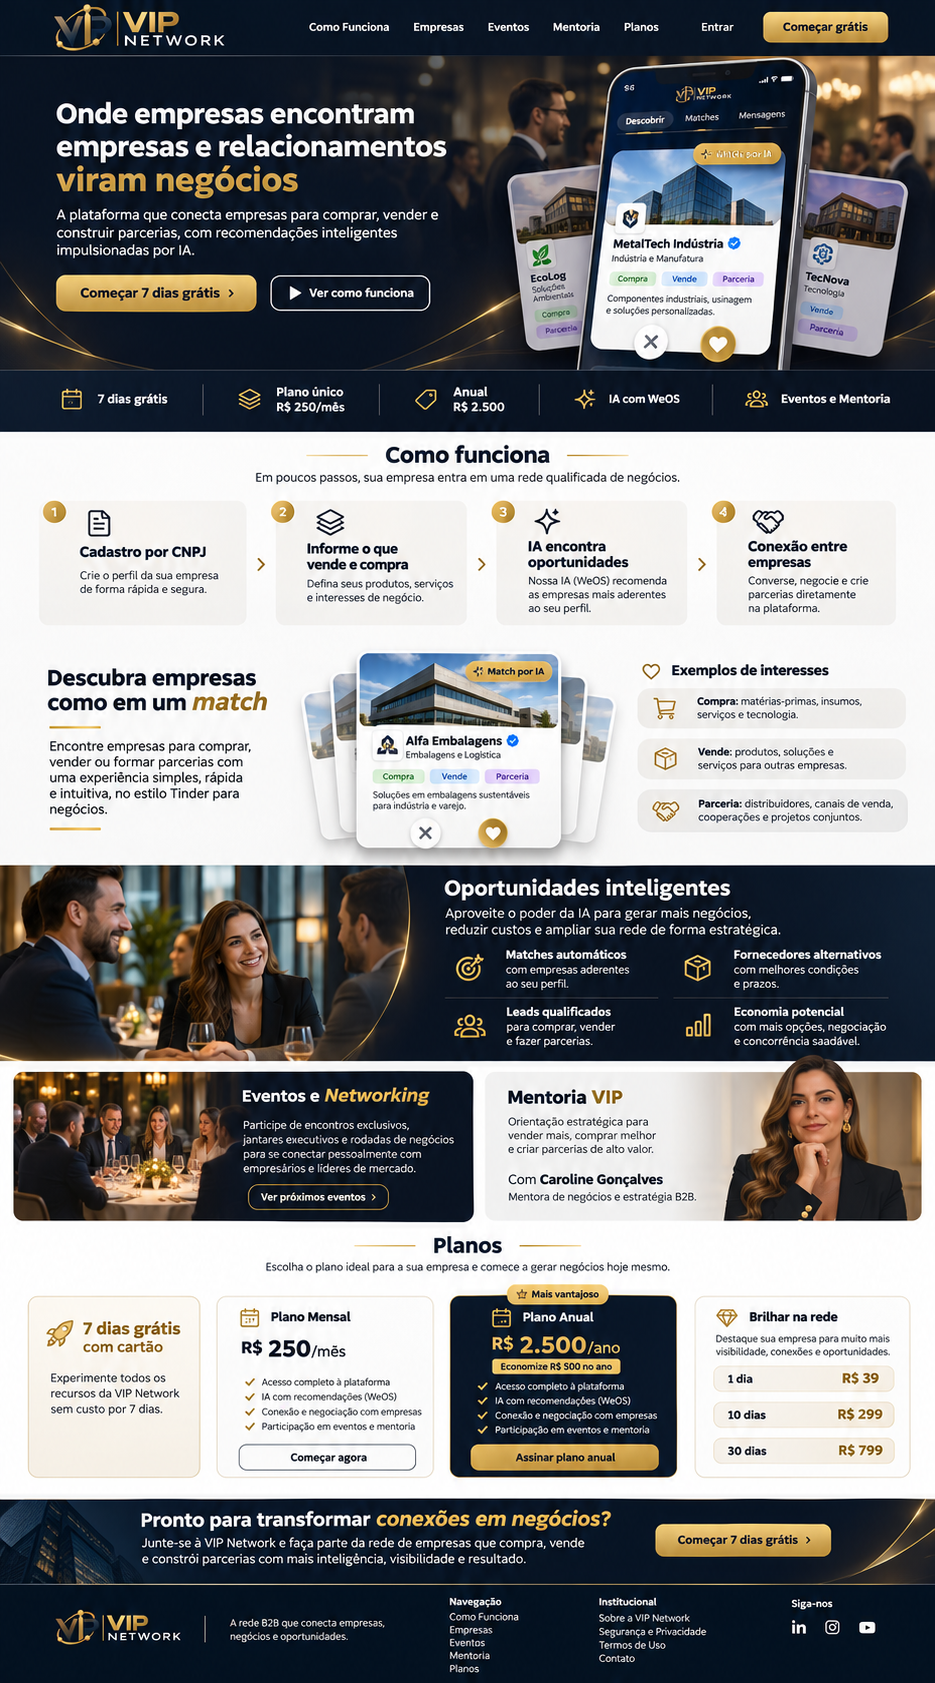 VIP
NETWORK
Como Funciona
Empresas
Eventos
Mentoria
Planos
Entrar
Começar grátis
Onde empresas encontram
empresas e relacionamentos
viram negócios
A plataforma que conecta empresas para comprar, vender e
construir parcerias, com recomendações inteligentes
impulsionadas por IA.
Começar 7 dias grátis
Ver como funciona
VIP
NETWORK
Descobrir
Matches
Mensagens
Match por IA
MetalTech Indústria
Indústria e Manufatura
Compra
Vende
Parceria
Componentes industriais, usinagem
e soluções personalizadas.
EcoLog
Soluções
Ambientais
Compra
Parceria
TecNova
Tecnologia
Vende
Parceria
7 dias grátis
Plano único
R$ 250/mês
Anual
R$ 2.500
IA com WeOS
Eventos e Mentoria
Como funciona
Em poucos passos, sua empresa entra em uma rede qualificada de negócios.
1
Cadastro por CNPJ
Crie o perfil da sua empresa
de forma rápida e segura.
2
Informe o que
vende e compra
Defina seus produtos, serviços
e interesses de negócio.
3
IA encontra
oportunidades
Nossa IA (WeOS) recomenda
as empresas mais aderentes
ao seu perfil.
4
Conexão entre
empresas
Converse, negocie e crie
parcerias diretamente
na plataforma.
Descubra empresas
como em um match
Encontre empresas para comprar,
vender ou formar parcerias com
uma experiência simples, rápida
e intuitiva, no estilo Tinder para
negócios.
Match por IA
Alfa Embalagens
Embalagens e Logística
Compra
Vende
Parceria
Soluções em embalagens sustentáveis
para indústria e varejo.
Exemplos de interesses
Compra: matérias-primas, insumos,
serviços e tecnologia.
Vende: produtos, soluções e
serviços para outras empresas.
Parceria: distribuidores, canais de venda,
cooperações e projetos conjuntos.
Oportunidades inteligentes
Aproveite o poder da IA para gerar mais negócios,
reduzir custos e ampliar sua rede de forma estratégica.
Matches automáticos
com empresas aderentes
ao seu perfil.
Fornecedores alternativos
com melhores condições
e prazos.
Leads qualificados
para comprar, vender
e fazer parcerias.
Economia potencial
com mais opções, negociação
e concorrência saadável.
Eventos e Networking
Participe de encontros exclusivos,
jantares executivos e rodadas de negócios
para se conectar pessoalmente com
empresários e líderes de mercado.
Ver próximos eventos
Mentoria VIP
Orientação estratégica para
vender mais, comprar melhor
e criar parcerias de alto valor.
Com Caroline Gonçalves
Mentora de negócios e estratégia B2B.
Planos
Escolha o plano ideal para a sua empresa e comece a gerar negócios hoje mesmo.
7 dias grátis
com cartão
Experimente todos os
recursos da VIP Network
sem custo por 7 dias.
Plano Mensal
R$ 250/mês
Acesso completo à plataforma
IA com recomendações (WeOS)
Conexão e negociação com empresas
Participação em eventos e mentoria
Começar agora
Mais vantajoso
Plano Anual
R$ 2.500/ano
Economize R$ 500 no ano
Acesso completo à plataforma
IA com recomendações (WeOS)
Conexão e negociação com empresas
Participação em eventos e mentoria
Assinar plano anual
Brilhar na rede
Destaque sua empresa para muito mais
visibilidade, conexões e oportunidades.
1 dia R$ 39
10 dias R$ 299
30 dias R$ 799
Pronto para transformar conexões em negócios?
Junte-se à VIP Network e faça parte da rede de empresas que compra, vende
e constrói parcerias com mais inteligência, visibilidade e resultado.
Começar 7 dias grátis
VIP
NETWORK
A rede B2B que conecta empresas,
negócios e oportunidades.
Navegação
Como Funciona
Empresas
Eventos
Mentoria
Planos
Institucional
Sobre a VIP Network
Segurança e Privacidade
Termos de Uso
Contato
Siga-nos
in